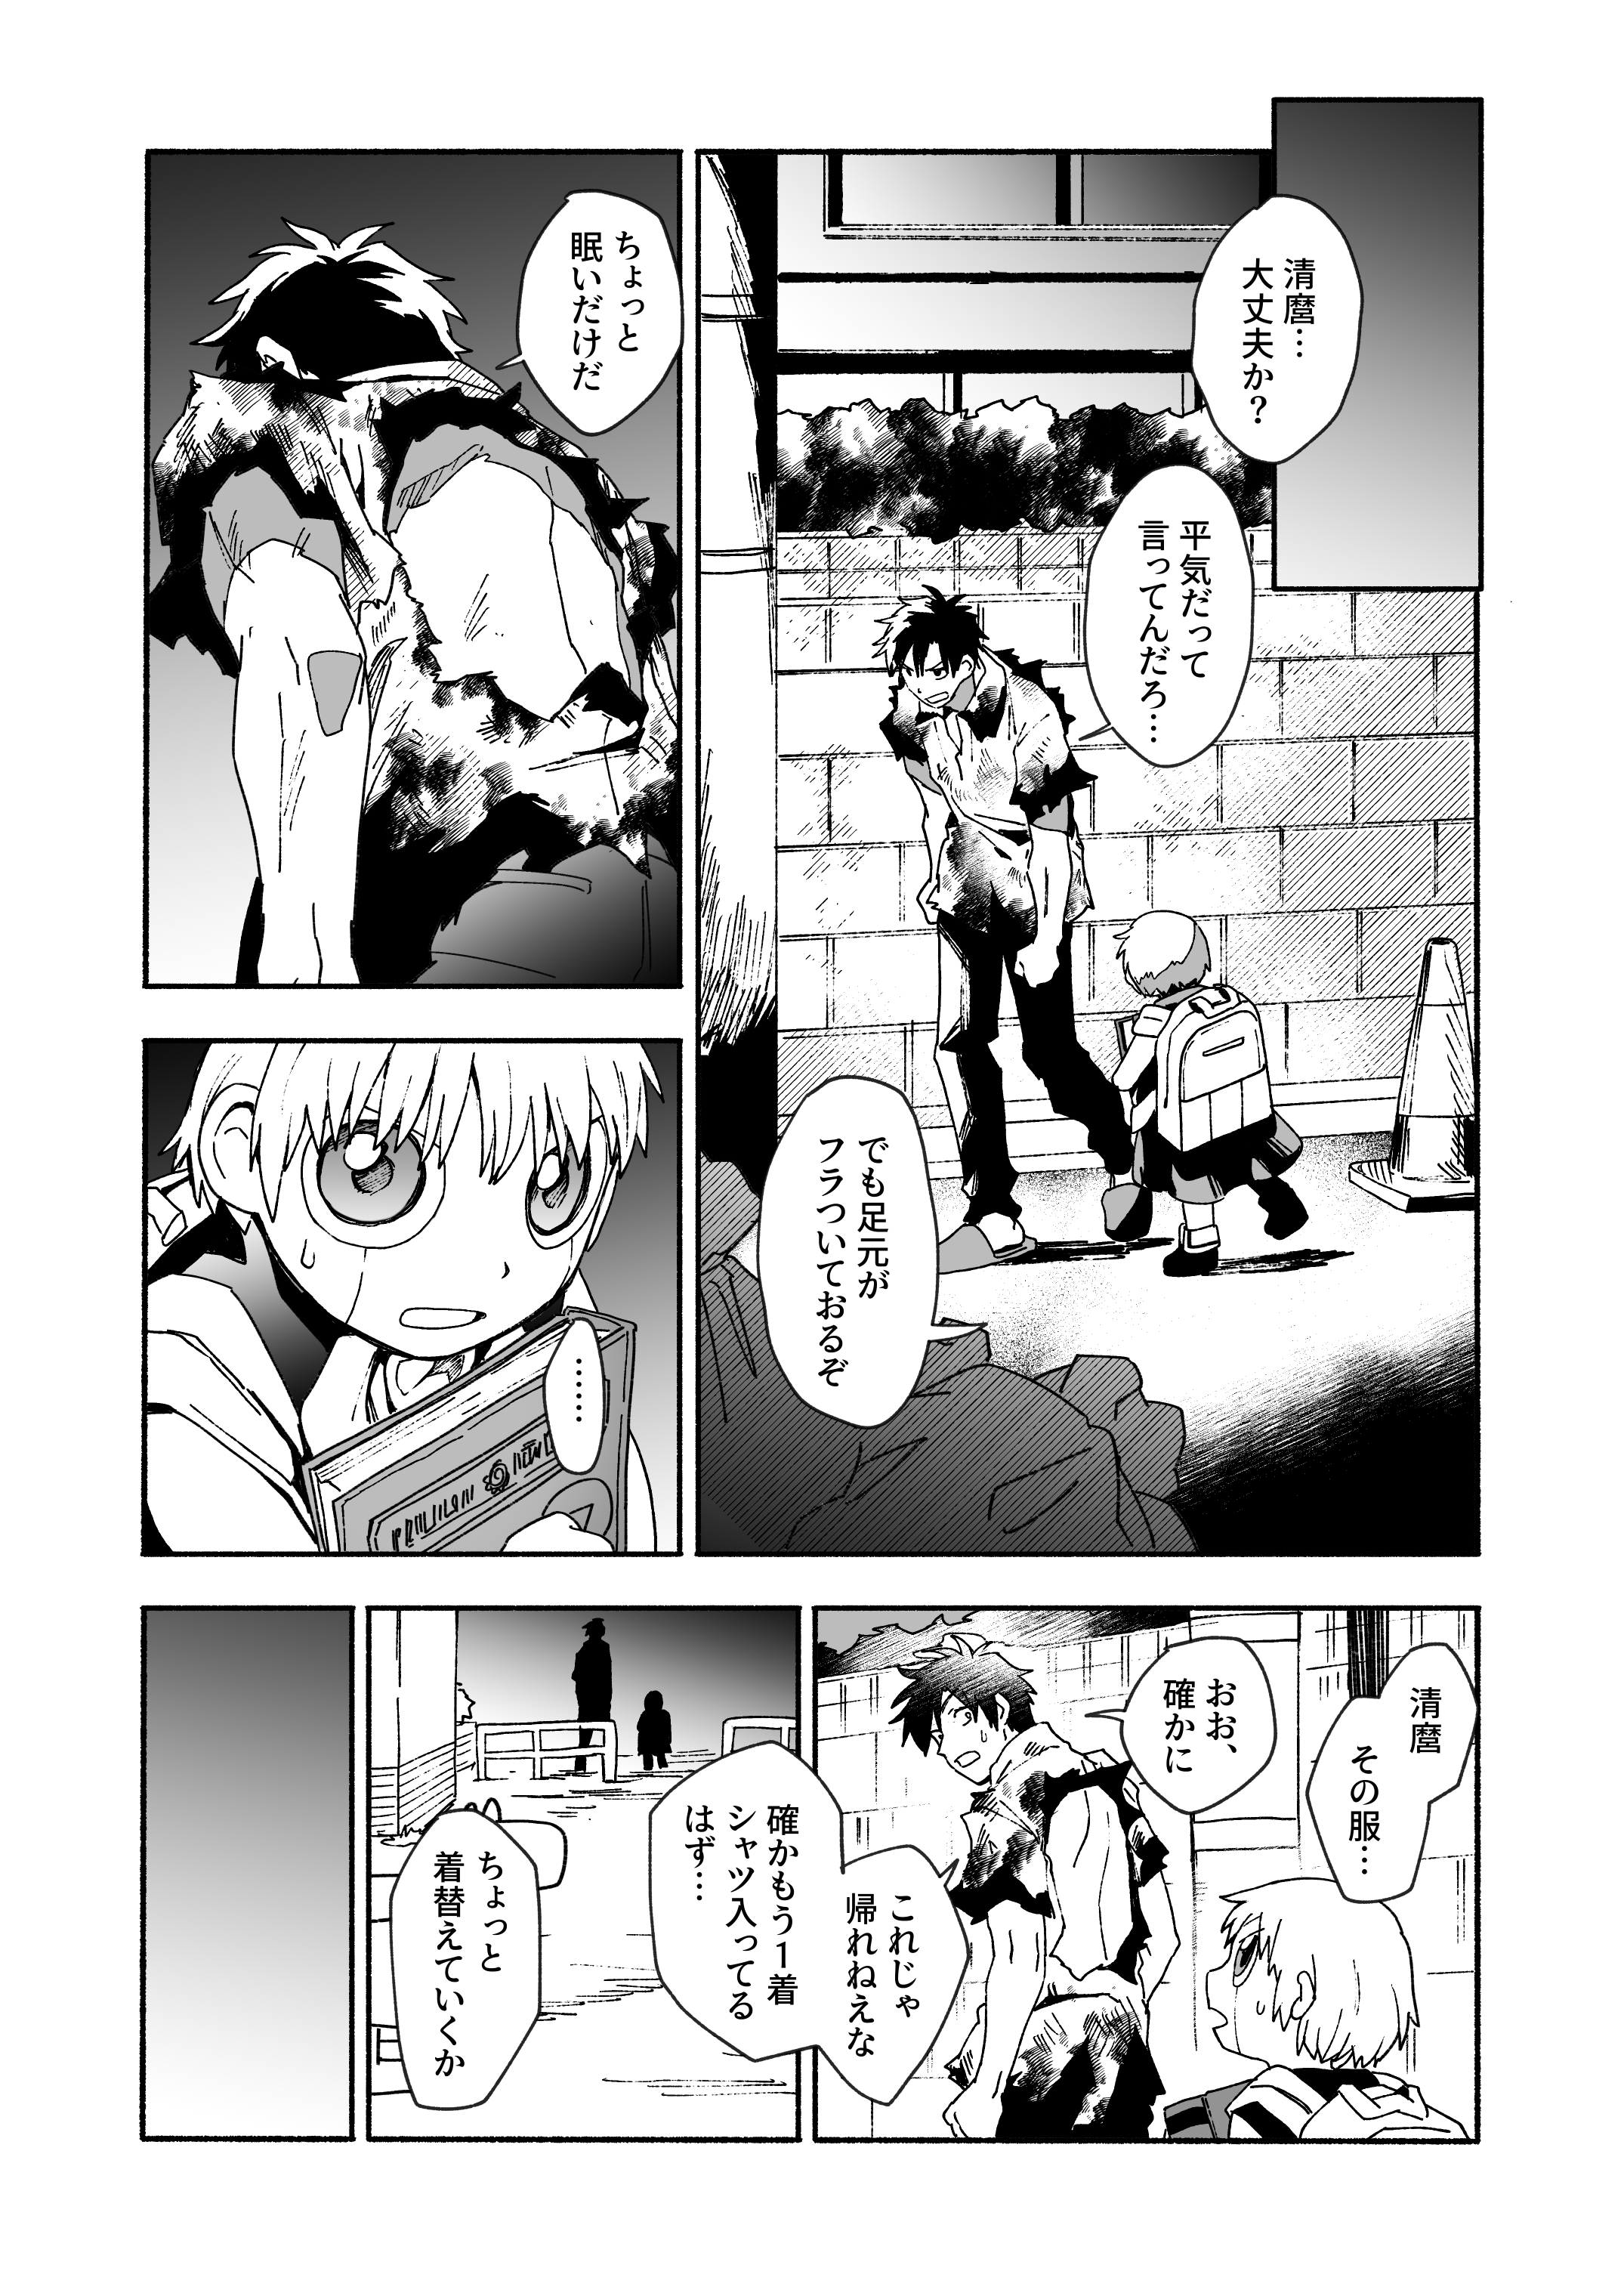 清麿…
大丈夫か？
平気だって
言ってんだろ…
でも足元が
フラついておるぞ
ちょっと
眠いだけだ
……
清麿
その服…
おお、
確かに
これじゃ
帰れねえな
確かもう1着
シャツ入ってる
はず…
ちょっと
着替えていくか